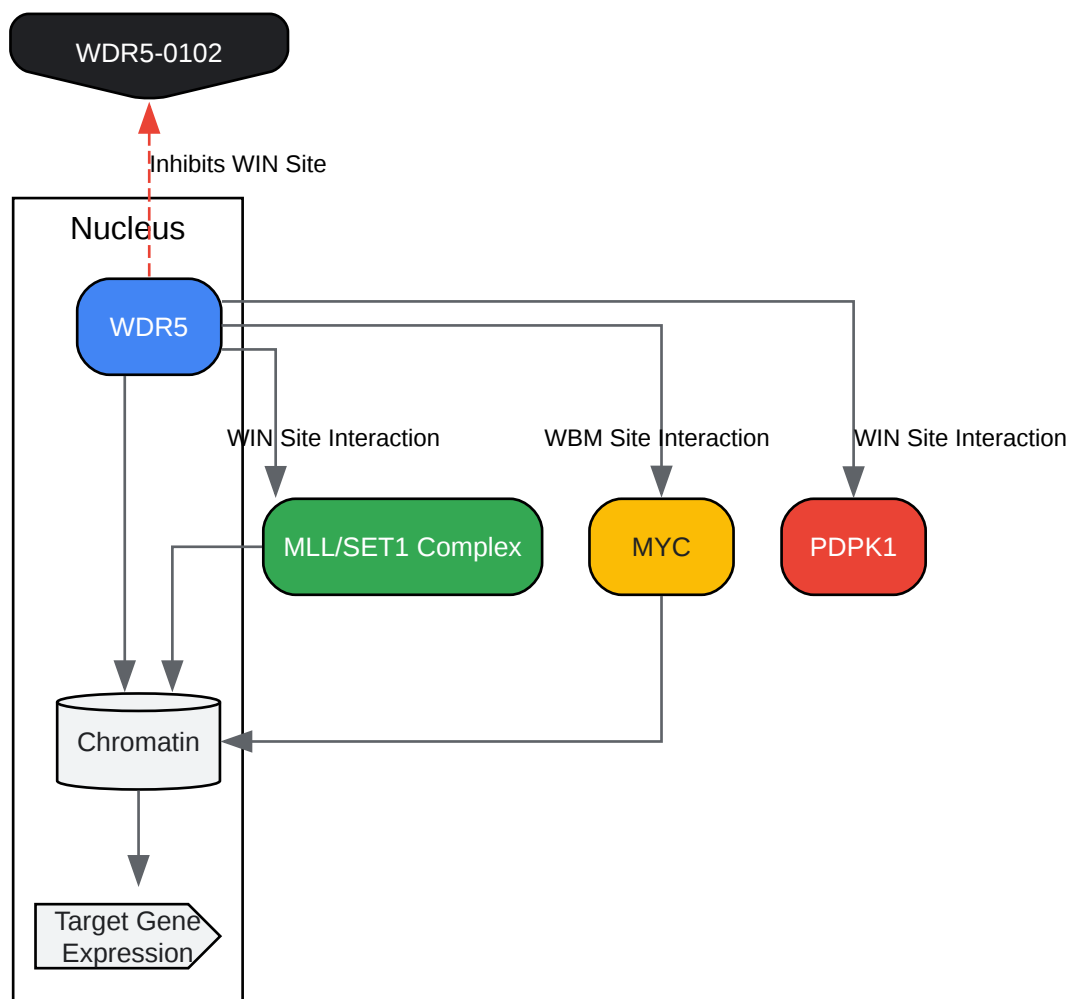 WDR5-0102
Inhibits WIN Site
Nucleus
WDR5
WIN Site Interaction
WBM Site Interaction
WIN Site Interaction
MLL/SET1 Complex
MYC
PDPK1
Chromatin
Target Gene
Expression